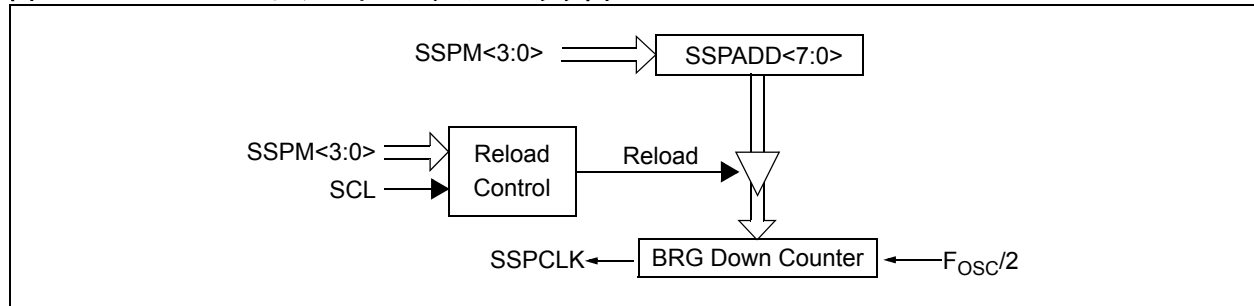 SSPM<3:0>
SSPADD<7:0>
SSPM<3:0>
SCL
Reload
Control
Reload
SSPCLK
BRG Down Counter
FOSC/2